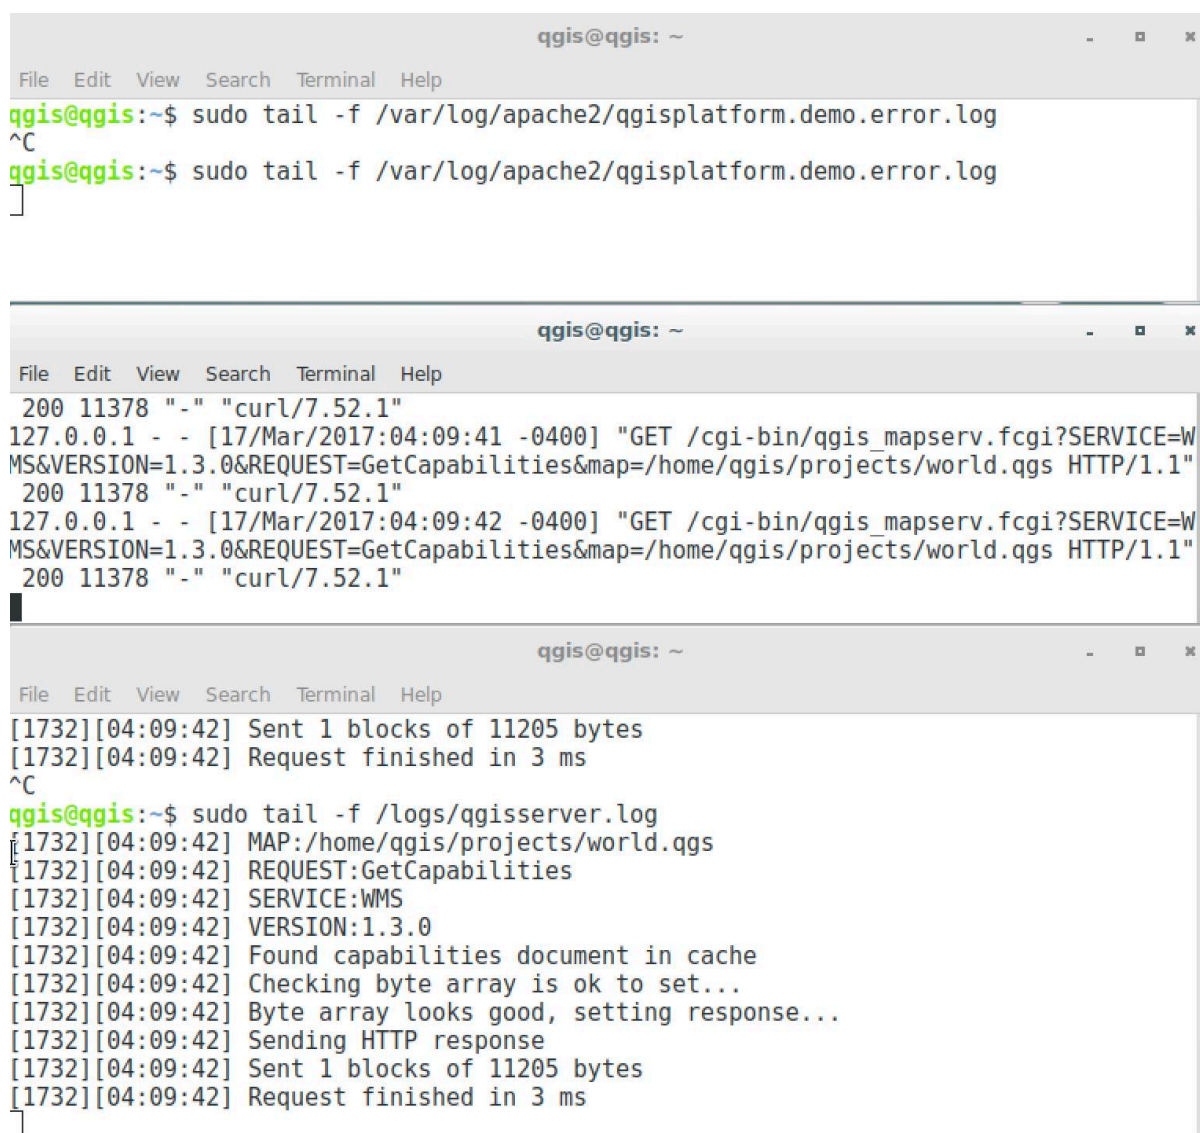 qgis@qgis: ~
File Edit View Search Terminal Help
qgis@qgis:~$ sudo tail -f /var/log/apache2/qgisplatform.demo.error.log
^C
qgis@qgis:~$ sudo tail -f /var/log/apache2/qgisplatform.demo.error.log
qgis@qgis: ~
File Edit View Search Terminal Help
200 11378 "-" "curl/7.52.1"
127.0.0.1 - - [17/Mar/2017:04:09:41 -0400] "GET /cgi-bin/qgis_mapserv.fcgi?SERVICE=W
MS&VERSION=1.3.0&REQUEST=GetCapabilities&map=/home/qgis/projects/world.qgs HTTP/1.1"
200 11378 "-" "curl/7.52.1"
127.0.0.1 - - [17/Mar/2017:04:09:42 -0400] "GET /cgi-bin/qgis_mapserv.fcgi?SERVICE=W
MS&VERSION=1.3.0&REQUEST=GetCapabilities&map=/home/qgis/projects/world.qgs HTTP/1.1"
200 11378 "-" "curl/7.52.1"
qgis@qgis: ~
File Edit View Search Terminal Help
[1732][04:09:42] Sent 1 blocks of 11205 bytes
[1732][04:09:42] Request finished in 3 ms
^C
qgis@qgis:~$ sudo tail -f /logs/qgisserver.log
[1732][04:09:42] MAP:/home/qgis/projects/world.qgs
[1732][04:09:42] REQUEST:GetCapabilities
[1732][04:09:42] SERVICE:WMS
[1732][04:09:42] VERSION:1.3.0
[1732][04:09:42] Found capabilities document in cache
[1732][04:09:42] Checking byte array is ok to set...
[1732][04:09:42] Byte array looks good, setting response...
[1732][04:09:42] Sending HTTP response
[1732][04:09:42] Sent 1 blocks of 11205 bytes
[1732][04:09:42] Request finished in 3 ms